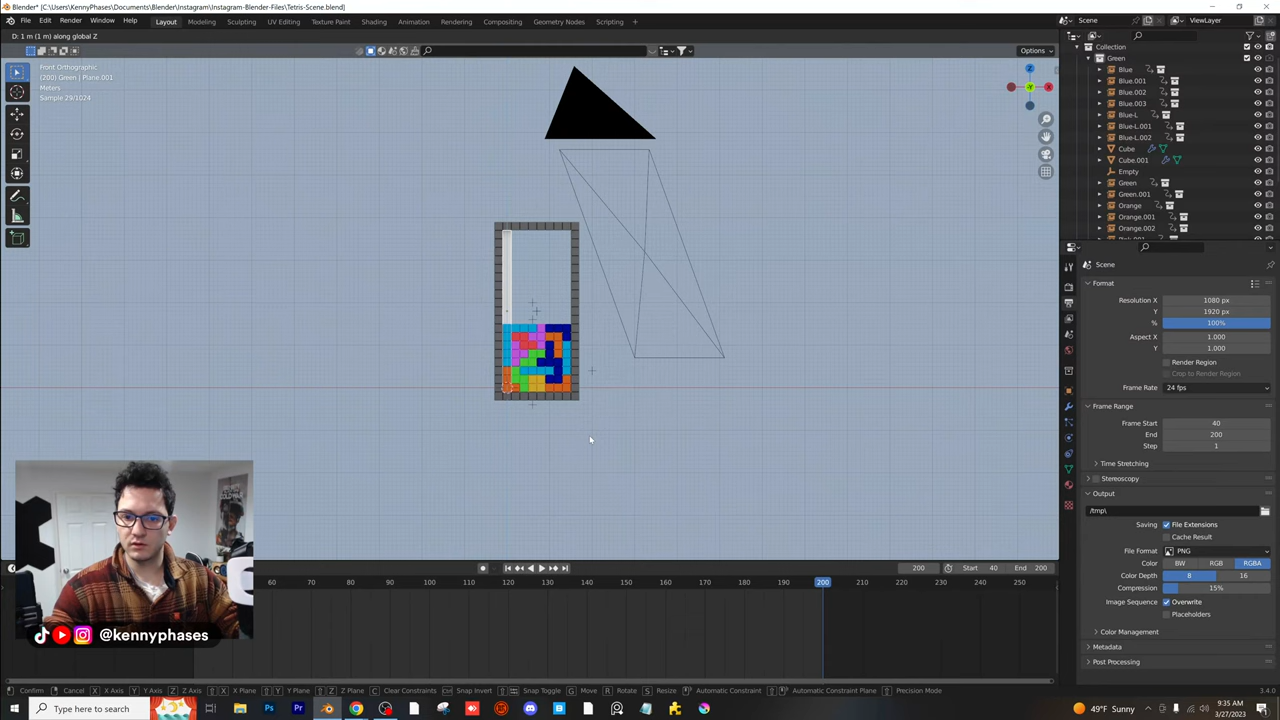 Blender* [C:\Users\KennyPhases\Documents\Blender\Instagram\Instagram-Blender-Files\Tetris-Scene.blend]
File Edit Render Window Help Layout Modeling Sculpting UV Editing Texture Paint Shading Animation Rendering Compositing Geometry Nodes Scripting + Scene ViewLayer
D: 1 m (1 m) along global Z
Options
Front Orthographic
(200) Green | Plane.001
Meters
Sample 29/1024
Z
X
Collection
Green
Blue
Blue.001
Blue.002
Blue.003
Blue-L
Blue-L.001
Blue-L.002
Cube
Cube.001
Empty
Green
Green.001
Orange
Orange.001
Orange.002
Scene
Format
Resolution X 1080 px
Y 1920 px
% 100%
Aspect X 1.000
Y 1.000
Render Region
Crop to Render Region
Frame Rate 24 fps
Frame Range
Frame Start 40
End 200
Step 1
Time Stretching
Stereoscopy
Output
/tmp\
Saving File Extensions
Cache Result
File Format PNG
Color BW RGB RGBA
Color Depth 8 16
Compression 15%
Image Sequence Overwrite
Placeholders
Color Management
Metadata
Post Processing
200 Start 40 End 200
60 70 80 90 100 110 120 130 140 150 160 170 180 190 200 210 220 230 240 250
@kennyphases
Confirm Cancel X X Axis Y Y Axis Z Z Axis X X Plane Y Y Plane Z Z Plane C Clear Constraints Snap Invert Snap Toggle G Move R Rotate S Resize Automatic Constraint Automatic Constraint Plane Precision Mode 3.4.0
Type here to search
49°F Sunny
9:35 AM
3/27/2023